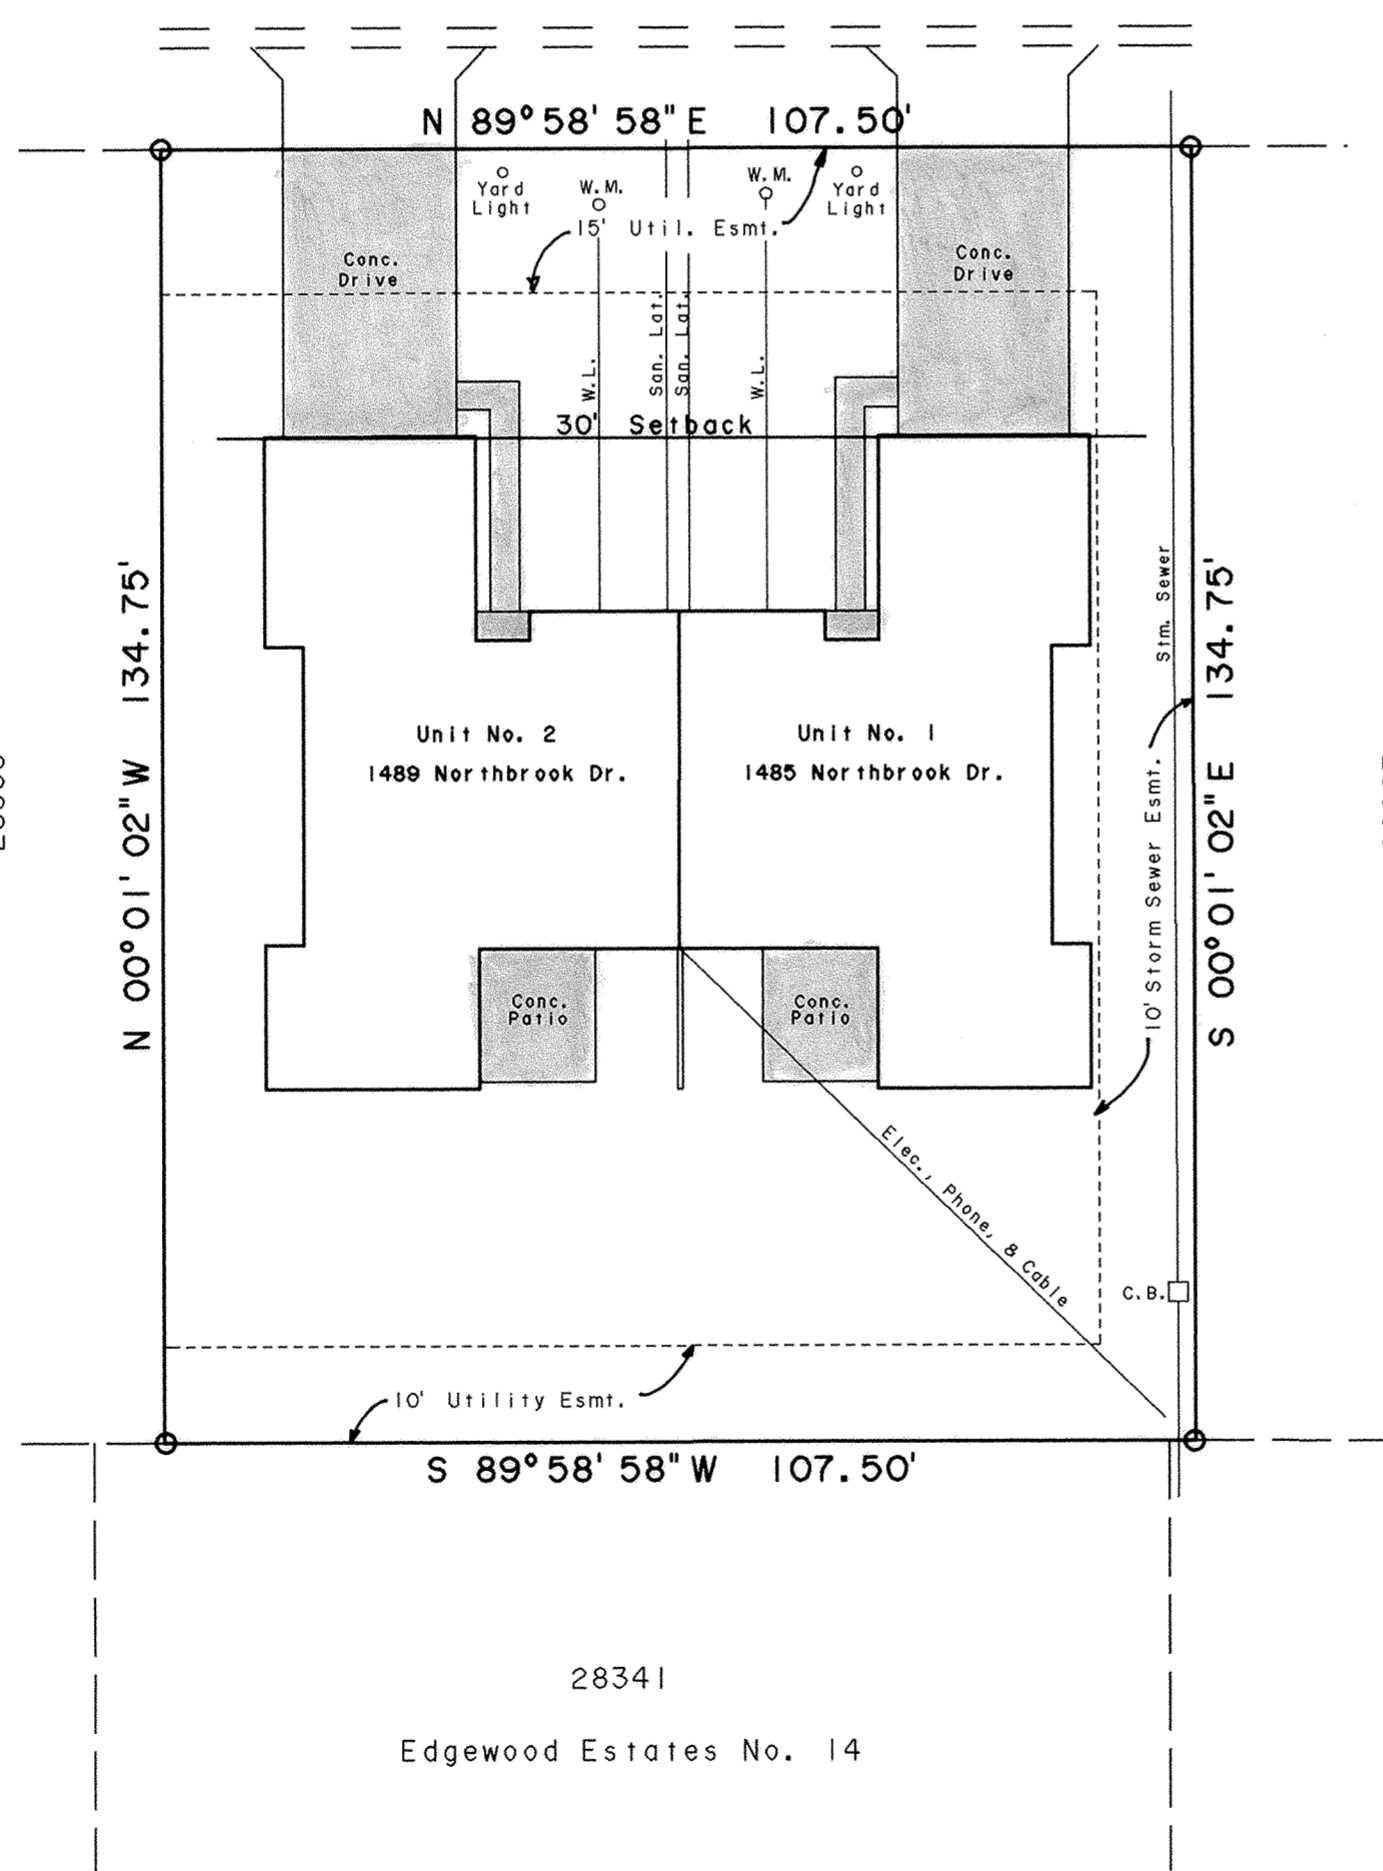 N 89°58'58"E 107.50'
Yard
Light
W.M.
W.M.
Yard
Light
15' Util. Esmt.
Conc.
Drive
Conc.
Drive
W.L.
San. Lat.
San. Lat.
W.L.
30' Setback
N 00°01'02"W 134.75'
Stm. Sewer
S 00°01'02"E 134.75'
Unit No. 2
1489 Northbrook Dr.
Unit No. 1
1485 Northbrook Dr.
10' Storm Sewer Esmt.
Conc.
Patio
Conc.
Patio
Elec., Phone, & Cable
C.B.
10' Utility Esmt.
S 89°58'58"W 107.50'
28341
Edgewood Estates No. 14